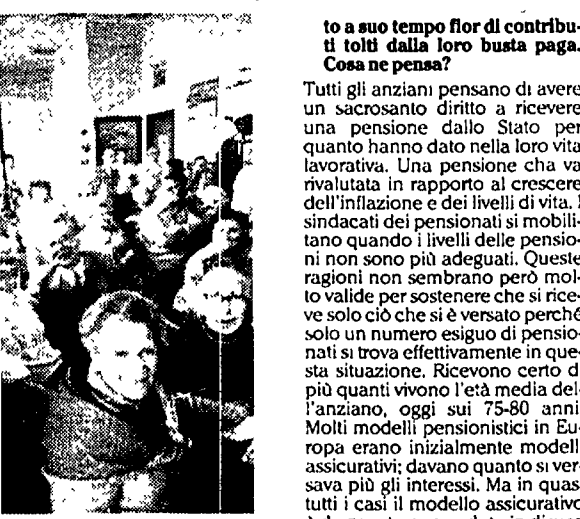 to a suo tempo fior di contribu-
ti tolti dalla loro busta paga.
Cosa ne pensa?
Tutti gli anziani pensano di avere
un sacrosanto diritto a ricevere
una pensione dallo Stato per
quanto hanno dato nella loro vita
lavorativa. Una pensione cha va
rivalutata in rapporto al crescere
dell'inflazione e dei livelli di vita. I
sindacati dei pensionati si mobili-
tano quando i livelli delle pensio-
ni non sono più adeguati. Queste
ragioni non sembrano però mol-
to valide per sostenere che si rice-
ve solo ciò che si è versato perché
solo un numero esiguo di pensio-
nati si trova effettivamente in que-
sta situazione. Ricevono certo d
più quanti vivono l'età media del-
l'anziano, oggi sui 75-80 anni
Molti modelli pensionistici in Eu-
ropa erano inizialmente modell
assicurativi; davano quanto si ver-
sava più gli interessi. Ma in quas
tutti i casi il modello assicurativo